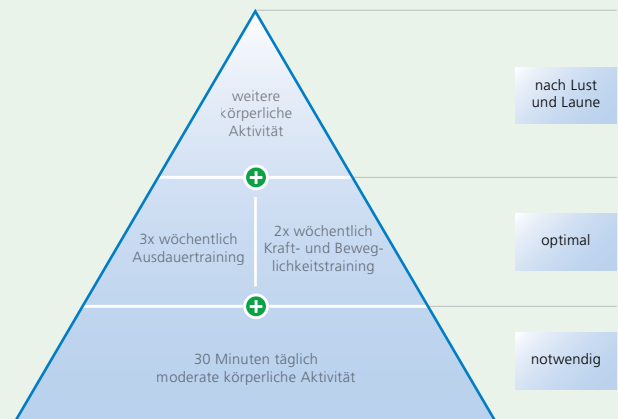 weitere
körperliche
Aktivität
nach Lust
und Laune
3x wöchentlich
Ausdauertraining
2x wöchentlich
Kraft- und Beweg-
lichkeitstraining
optimal
30 Minuten täglich
moderate körperliche Aktivität
notwendig